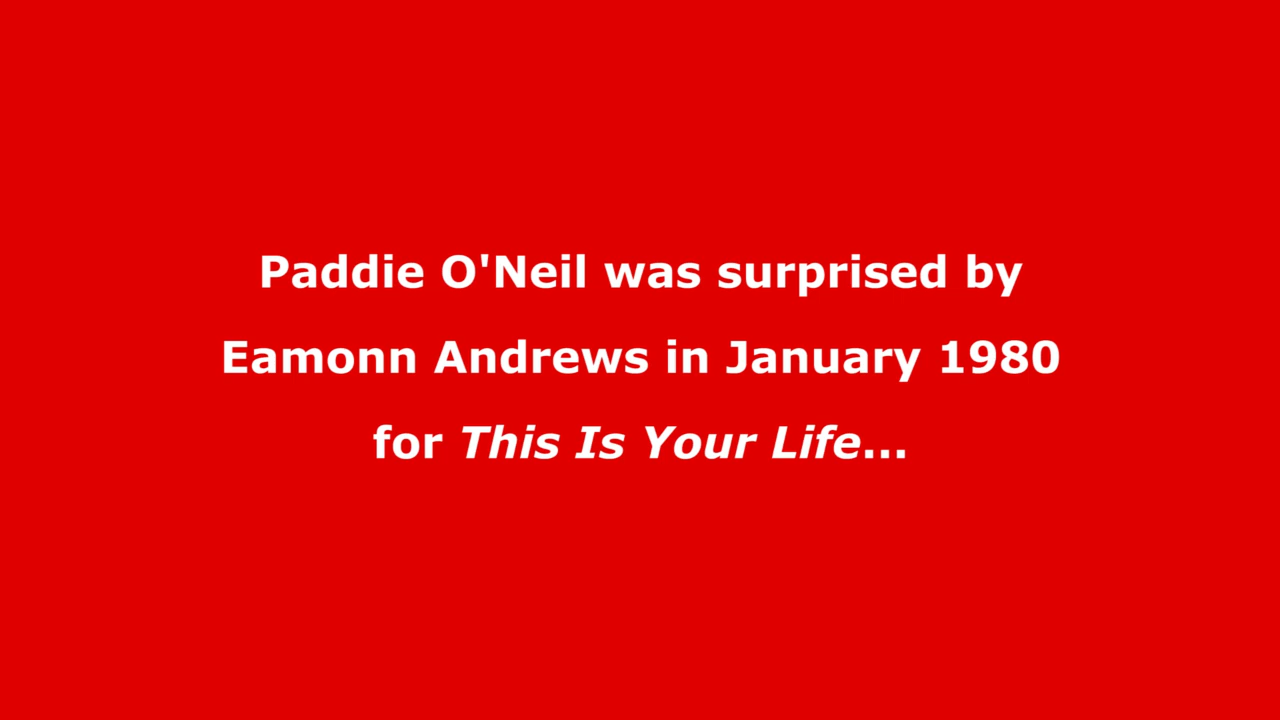 Paddie O'Neil was surprised by
Eamonn Andrews in January 1980
for This Is Your Life...